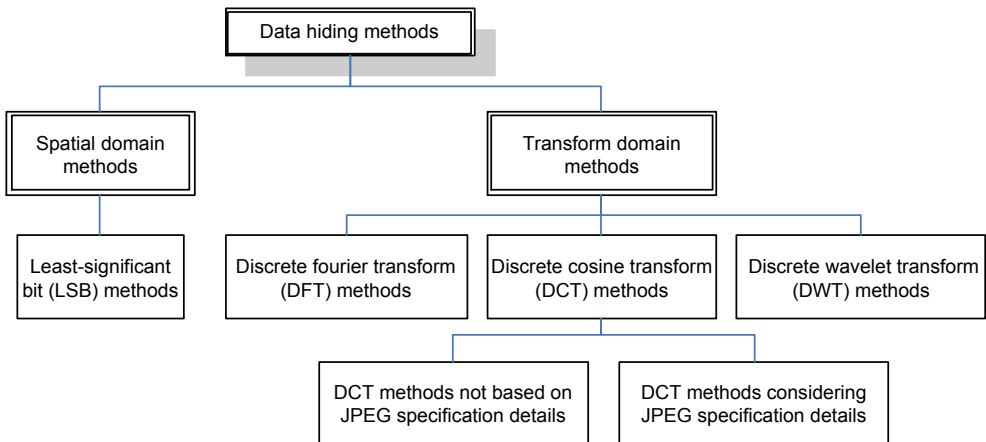 Data hiding methods
Spatial domain
methods
Transform domain
methods
Least-significant
bit (LSB) methods
Discrete fourier transform
(DFT) methods
Discrete cosine transform
(DCT) methods
Discrete wavelet transform
(DWT) methods
DCT methods not based on
JPEG specification details
DCT methods considering
JPEG specification details